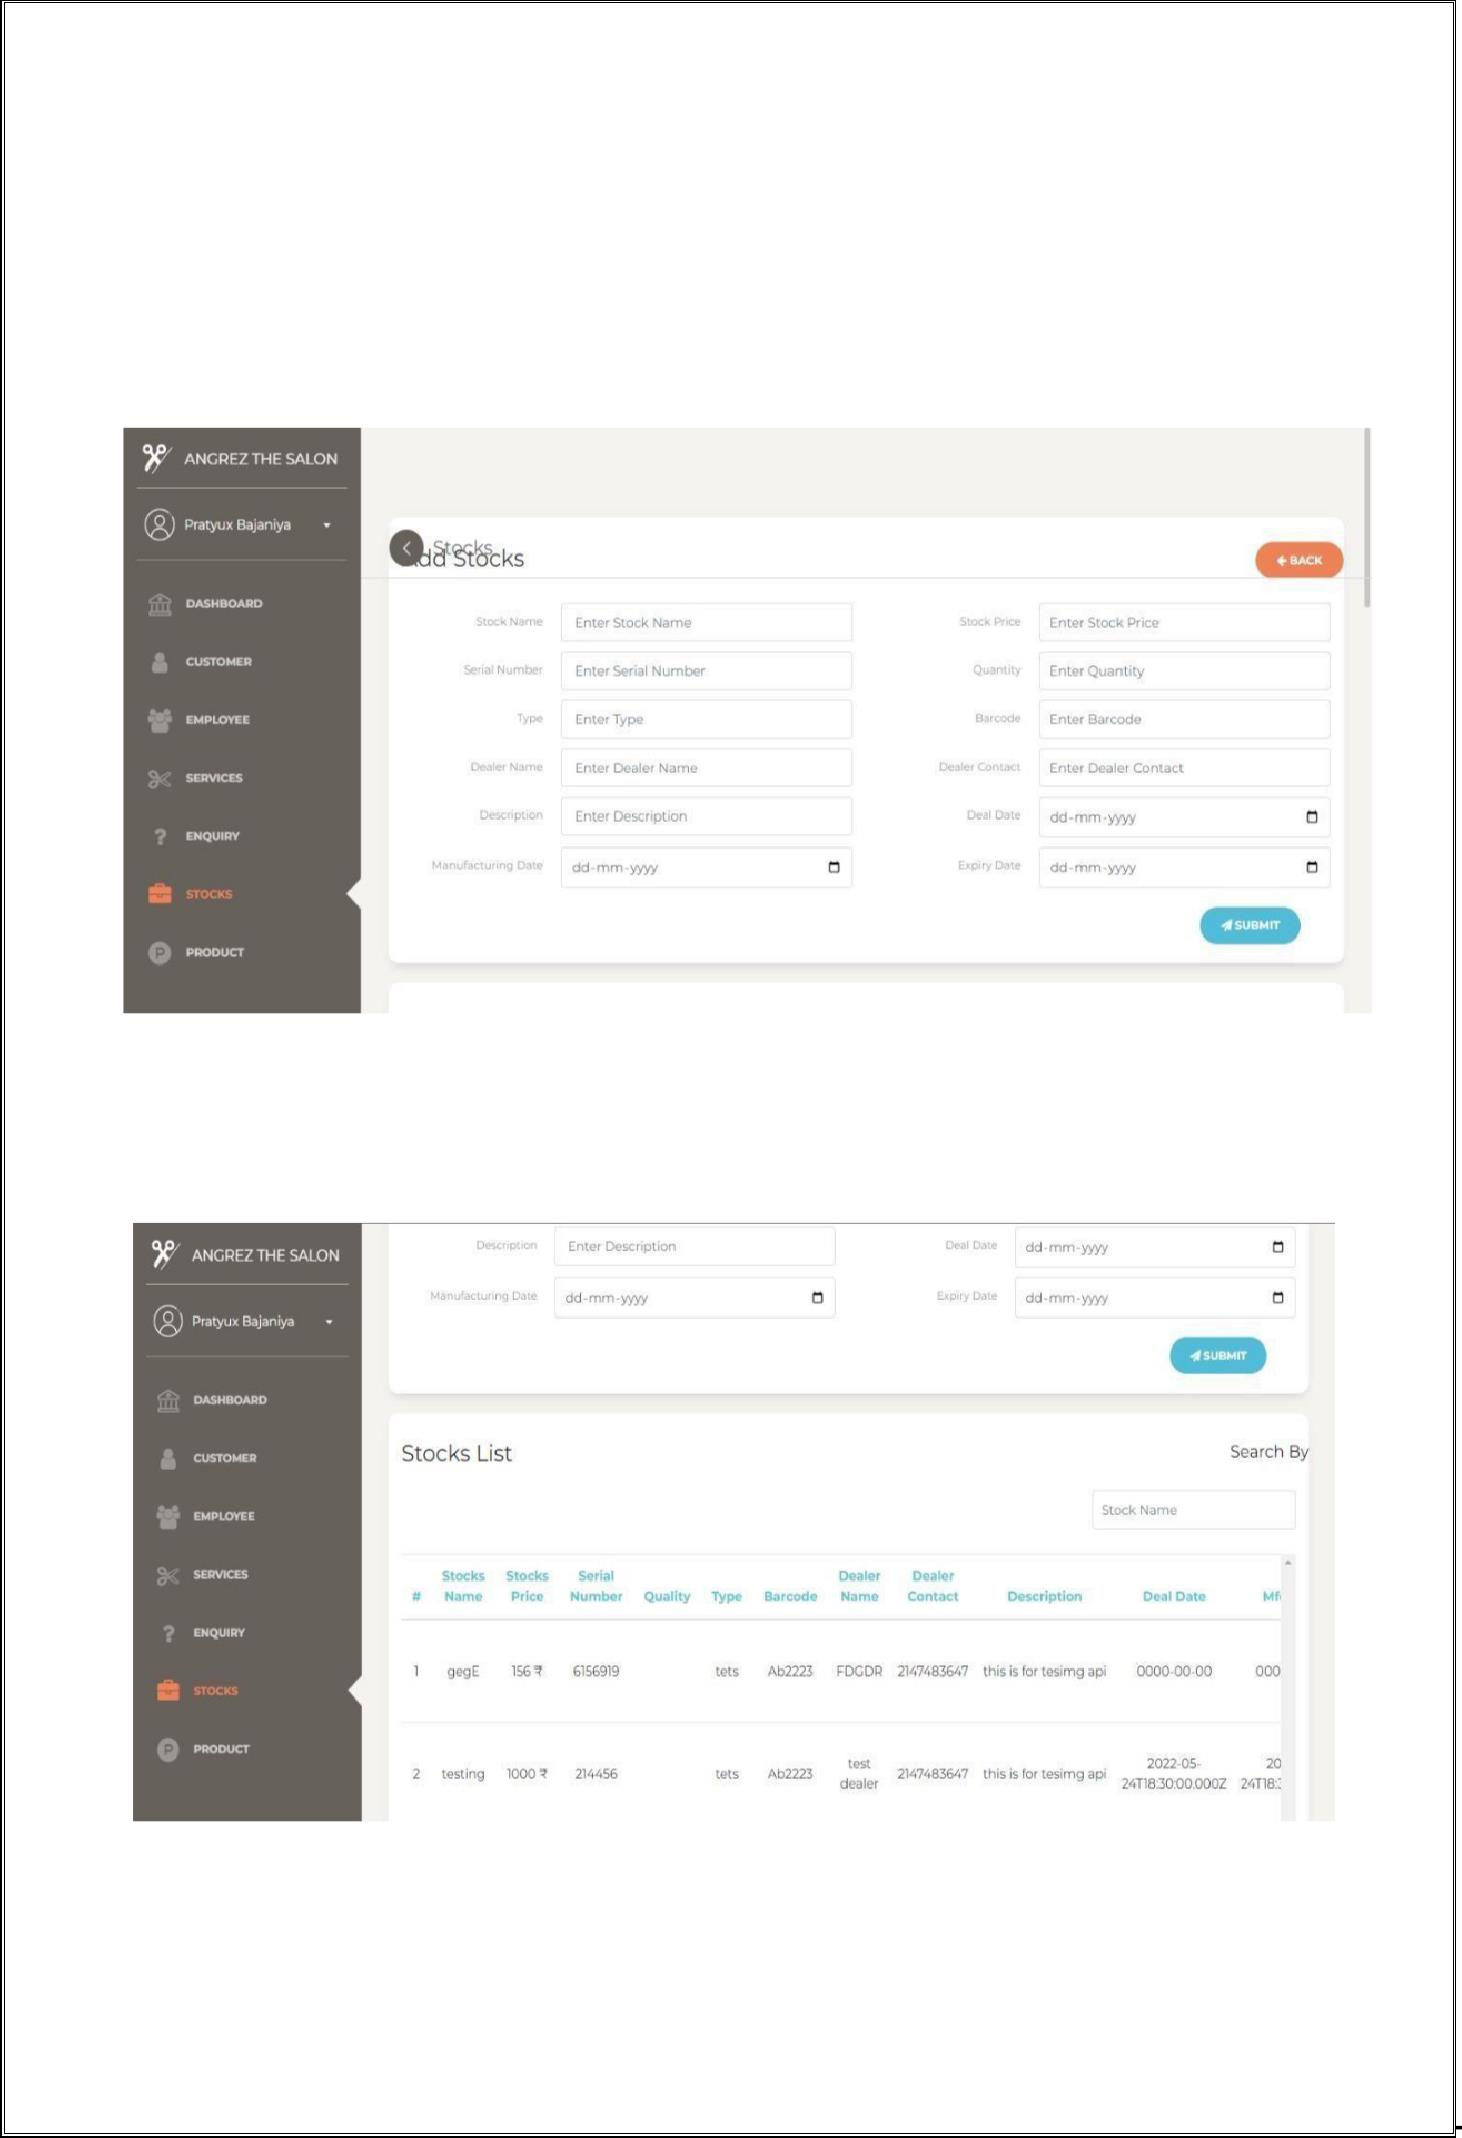 ANGREZ THE SALON
Pratyux Bajaniya
DASHBOARD
CUSTOMER
EMPLOYEE
SERVICES
ENQUIRY
STOCKS
PRODUCT
Stocks
Add Stocks
BACK
Stock Name Enter Stock Name Stock Price Enter Stock Price
Serial Number Enter Serial Number Quantity Enter Quantity
Type Enter Type Barcode Enter Barcode
Dealer Name Enter Dealer Name Dealer Contact Enter Dealer Contact
Description Enter Description Deal Date dd-mm-yyyy
Manufacturing Date dd-mm-yyyy Expiry Date dd-mm-yyyy
SUBMIT
ANGREZ THE SALON
Pratyux Bajaniya
DASHBOARD
CUSTOMER
EMPLOYEE
SERVICES
ENQUIRY
STOCKS
PRODUCT
Description Enter Description Deal Date dd-mm-yyyy
Manufacturing Date dd-mm-yyyy Expiry Date dd-mm-yyyy
SUBMIT
Stocks List Search By
Stock Name
Stocks Stocks Serial Dealer Dealer
# Name Price Number Quality Type Barcode Name Contact Description Deal Date
1 gegE 156 ₹ 6156919 tets Ab2223 FDGDR 2147483647 this is for tesimg api 0000-00-00 000
test 2022-05- 20
2 testing 1000 ₹ 214456 tets Ab2223 dealer 2147483647 this is for tesimg api 24T18:30:00.000Z 24T18: